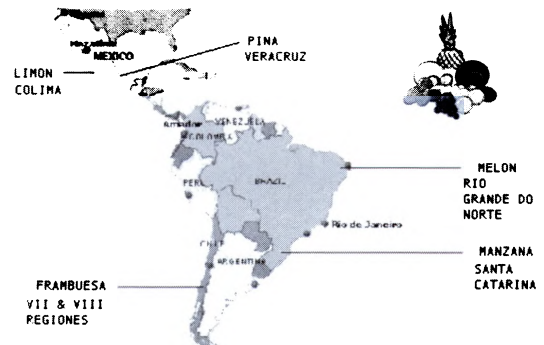 PINA
VERACRUZ
MEXICO
LIMON
COLIMA
VENEZUELA
COLOMBIA
PERU
BRAZIL
MELON
RIO
GRANDE DO
NORTE
Rio de Janeiro
MANZANA
SANTA
CATARINA
ARGENTINA
FRAMBUESA
VII & VIII
REGIONES